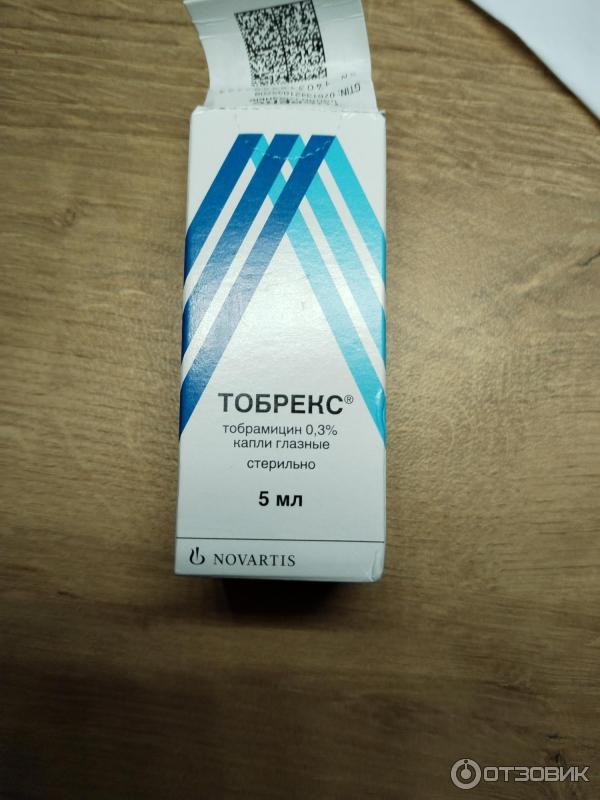 ТОБРЕКС®
тобрамицин 0,3%
капли глазные
стерильно
5 мл
NOVARTIS
ОТЗОВИК